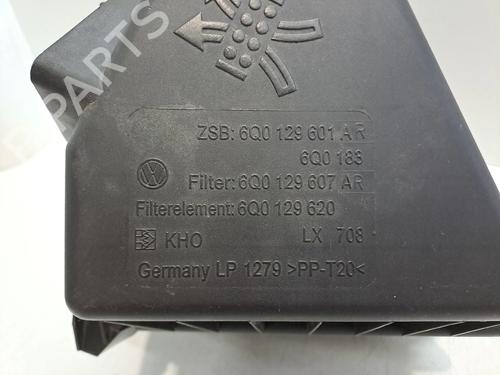 ZSB: 6Q0 129 601 AR
6Q0 183
Filter: 6Q0 129 607 AR
Filterelement: 6Q0 129 620
KHO LX 708
Germany LP 1279 >PP-T20<
B-PARTS